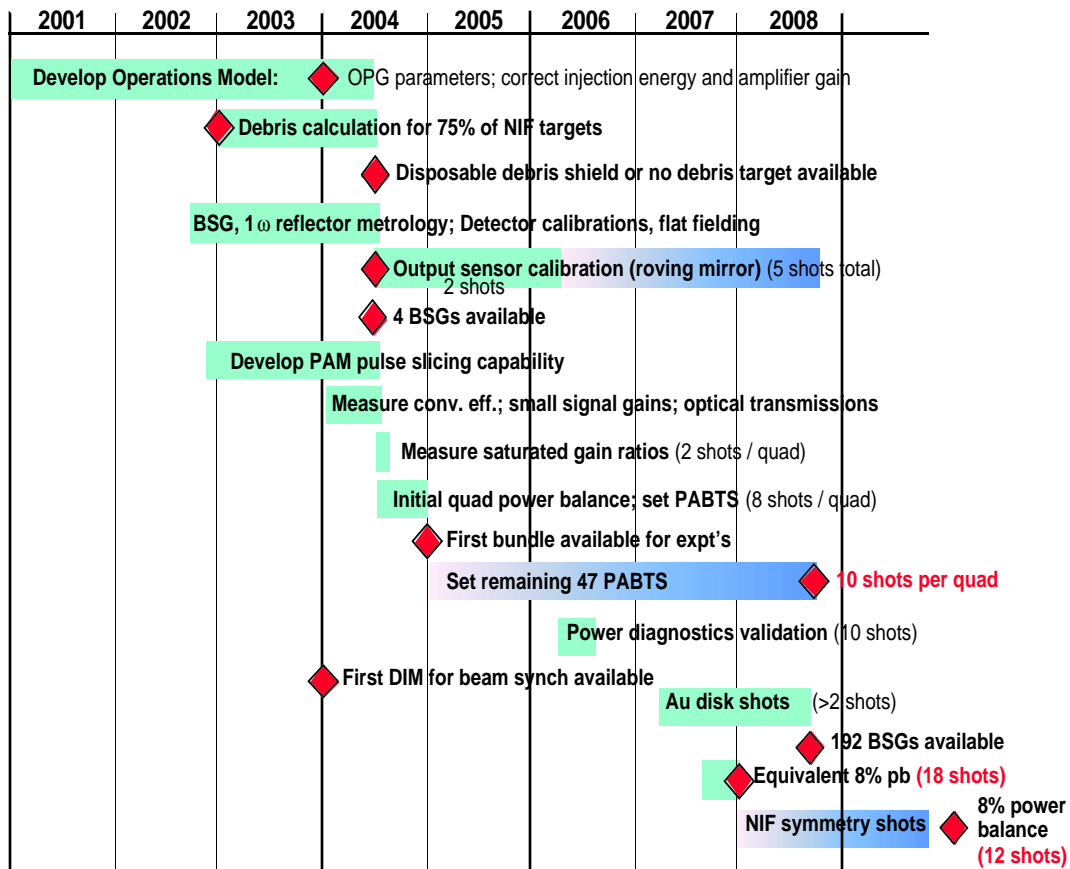 2001 2002 2003 2004 2005 2006 2007 2008
Develop Operations Model: OPG parameters; correct injection energy and amplifier gain
Debris calculation for 75% of NIF targets
Disposable debris shield or no debris target available
BSG, 1ω reflector metrology; Detector calibrations, flat fielding
Output sensor calibration (roving mirror) (5 shots total)
2 shots
4 BSGs available
Develop PAM pulse slicing capability
Measure conv. eff.; small signal gains; optical transmissions
Measure saturated gain ratios (2 shots / quad)
Initial quad power balance; set PABTS (8 shots / quad)
First bundle available for expt's
Set remaining 47 PABTS 10 shots per quad
Power diagnostics validation (10 shots)
First DIM for beam synch available
Au disk shots (>2 shots)
192 BSGs available
Equivalent 8% pb (18 shots)
NIF symmetry shots
8% power
balance
(12 shots)